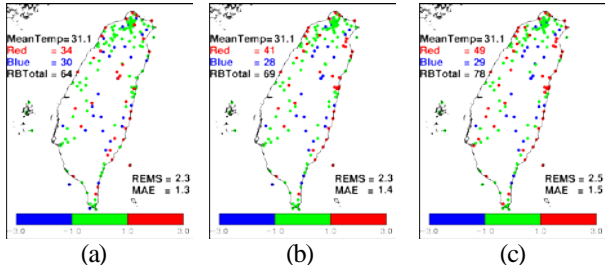 MeanTemp=31.1
Red = 34
Blue = 30
RBTotal = 64
REMS = 2.3
MAE = 1.3
-3.0 -1.0 1.0 3.0
(a)
MeanTemp=31.1
Red = 41
Blue = 28
RBTotal = 69
REMS = 2.3
MAE = 1.4
-3.0 -1.0 1.0 3.0
(b)
MeanTemp=31.1
Red = 49
Blue = 29
RBTotal = 78
REMS = 2.5
MAE = 1.5
-3.0 -1.0 1.0 3.0
(c)